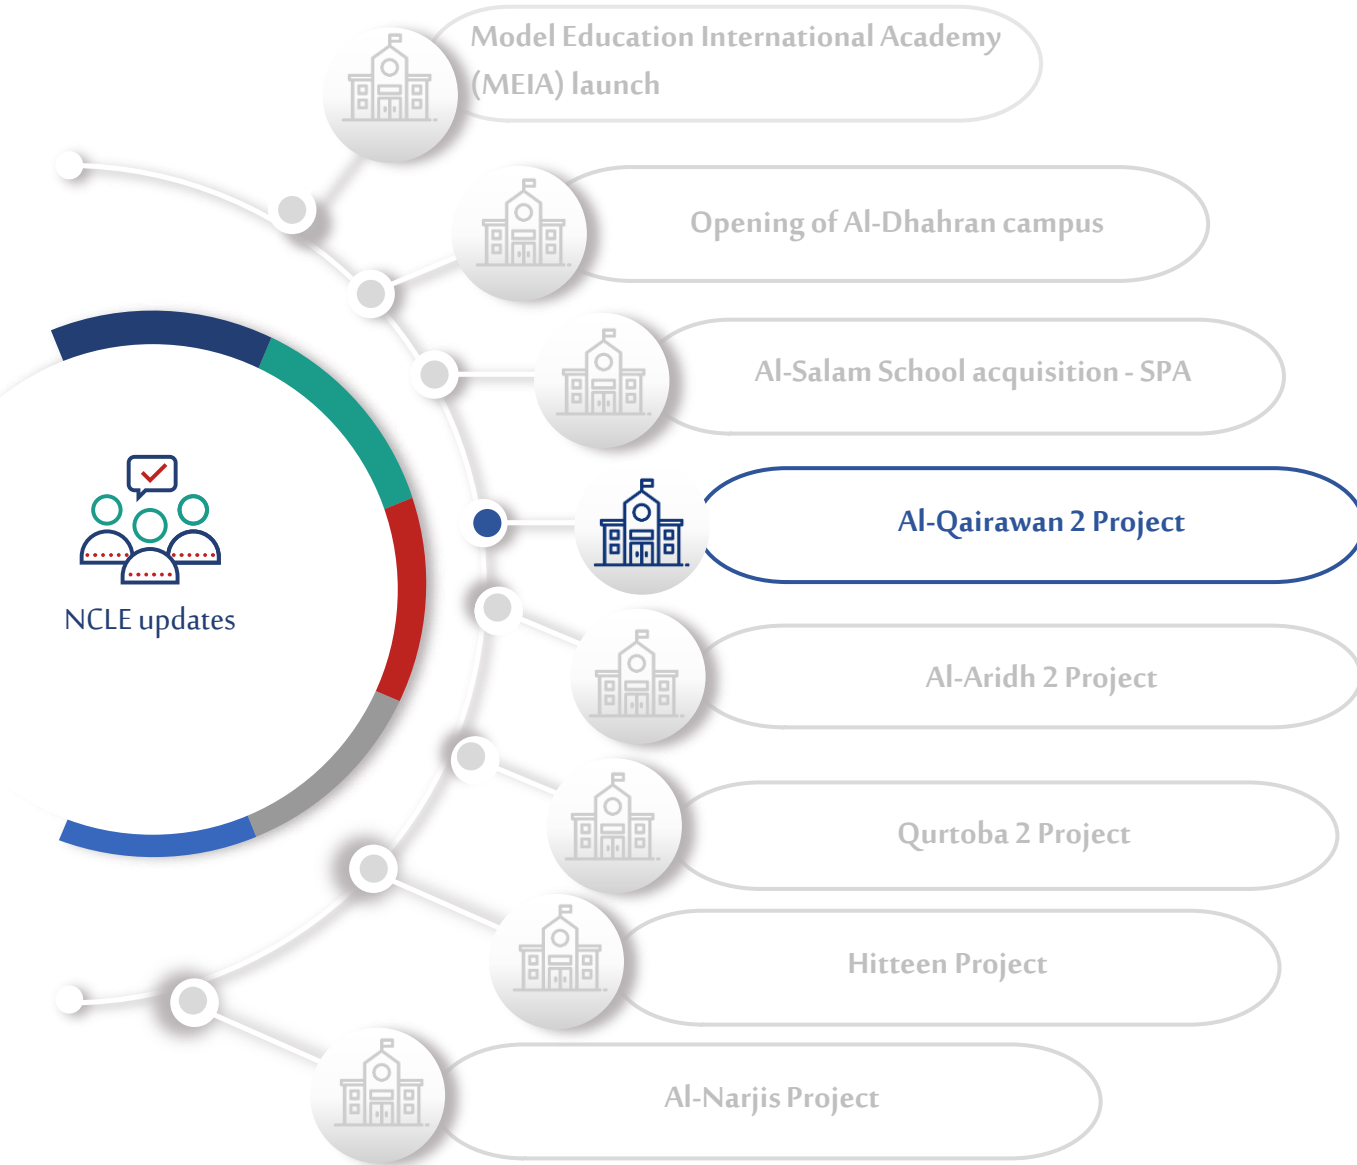 Model Education International Academy
(MEIA) launch
Opening of Al-Dhahran campus
Al-Salam School acquisition - SPA
Al-Qairawan 2 Project
NCLE updates
Al-Aridh 2 Project
Qurtoba 2 Project
Hitteen Project
Al-Narjis Project